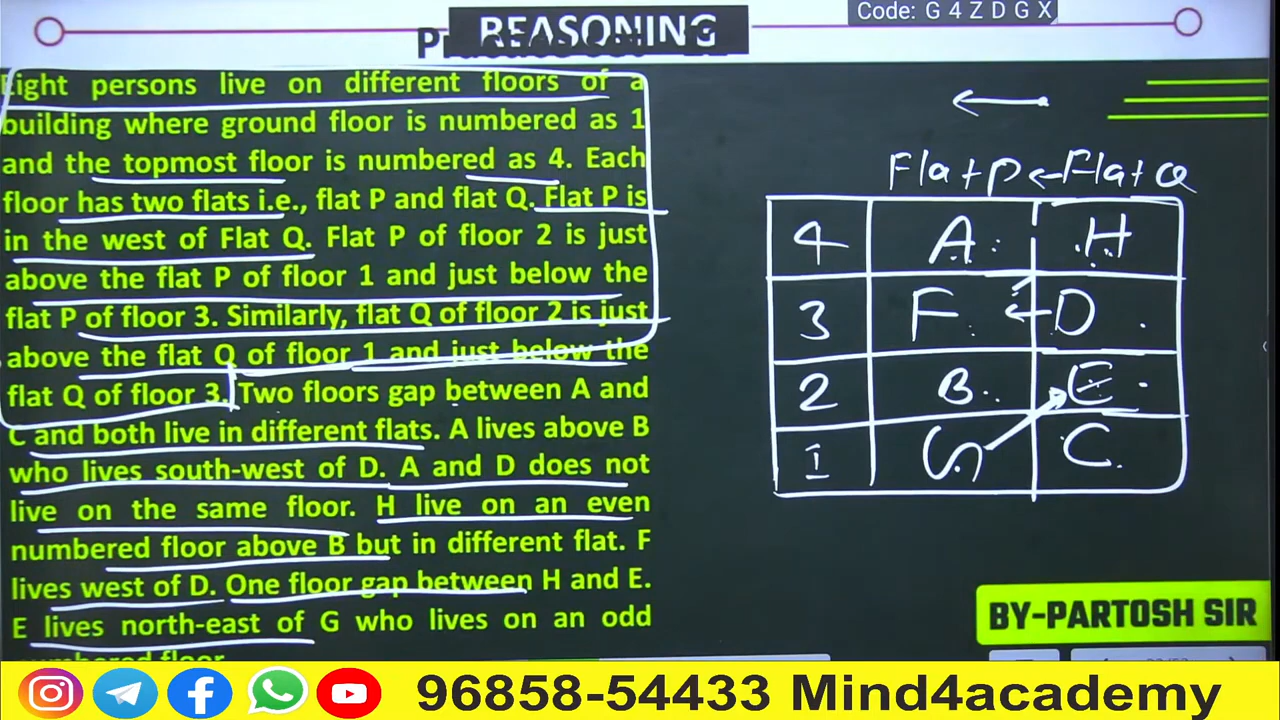 Code: G 4 Z D G X
REASONING
Eight persons live on different floors of a
building where ground floor is numbered as 1
and the topmost floor is numbered as 4. Each
floor has two flats i.e., flat P and flat Q. Flat P is
in the west of Flat Q. Flat P of floor 2 is just
above the flat P of floor 1 and just below the
flat P of floor 3. Similarly, flat Q of floor 2 is just
above the flat Q of floor 1 and just below the
flat Q of floor 3. Two floors gap between A and
C and both live in different flats. A lives above B
who lives south-west of D. A and D does not
live on the same floor. H live on an even
numbered floor above B but in different flat. F
lives west of D. One floor gap between H and E.
E lives north-east of G who lives on an odd
numbered floor.
Flat P ← Flat Q
4 A H
3 F D
2 B E
1 G C
BY-PARTOSH SIR
96858-54433 Mind4academy